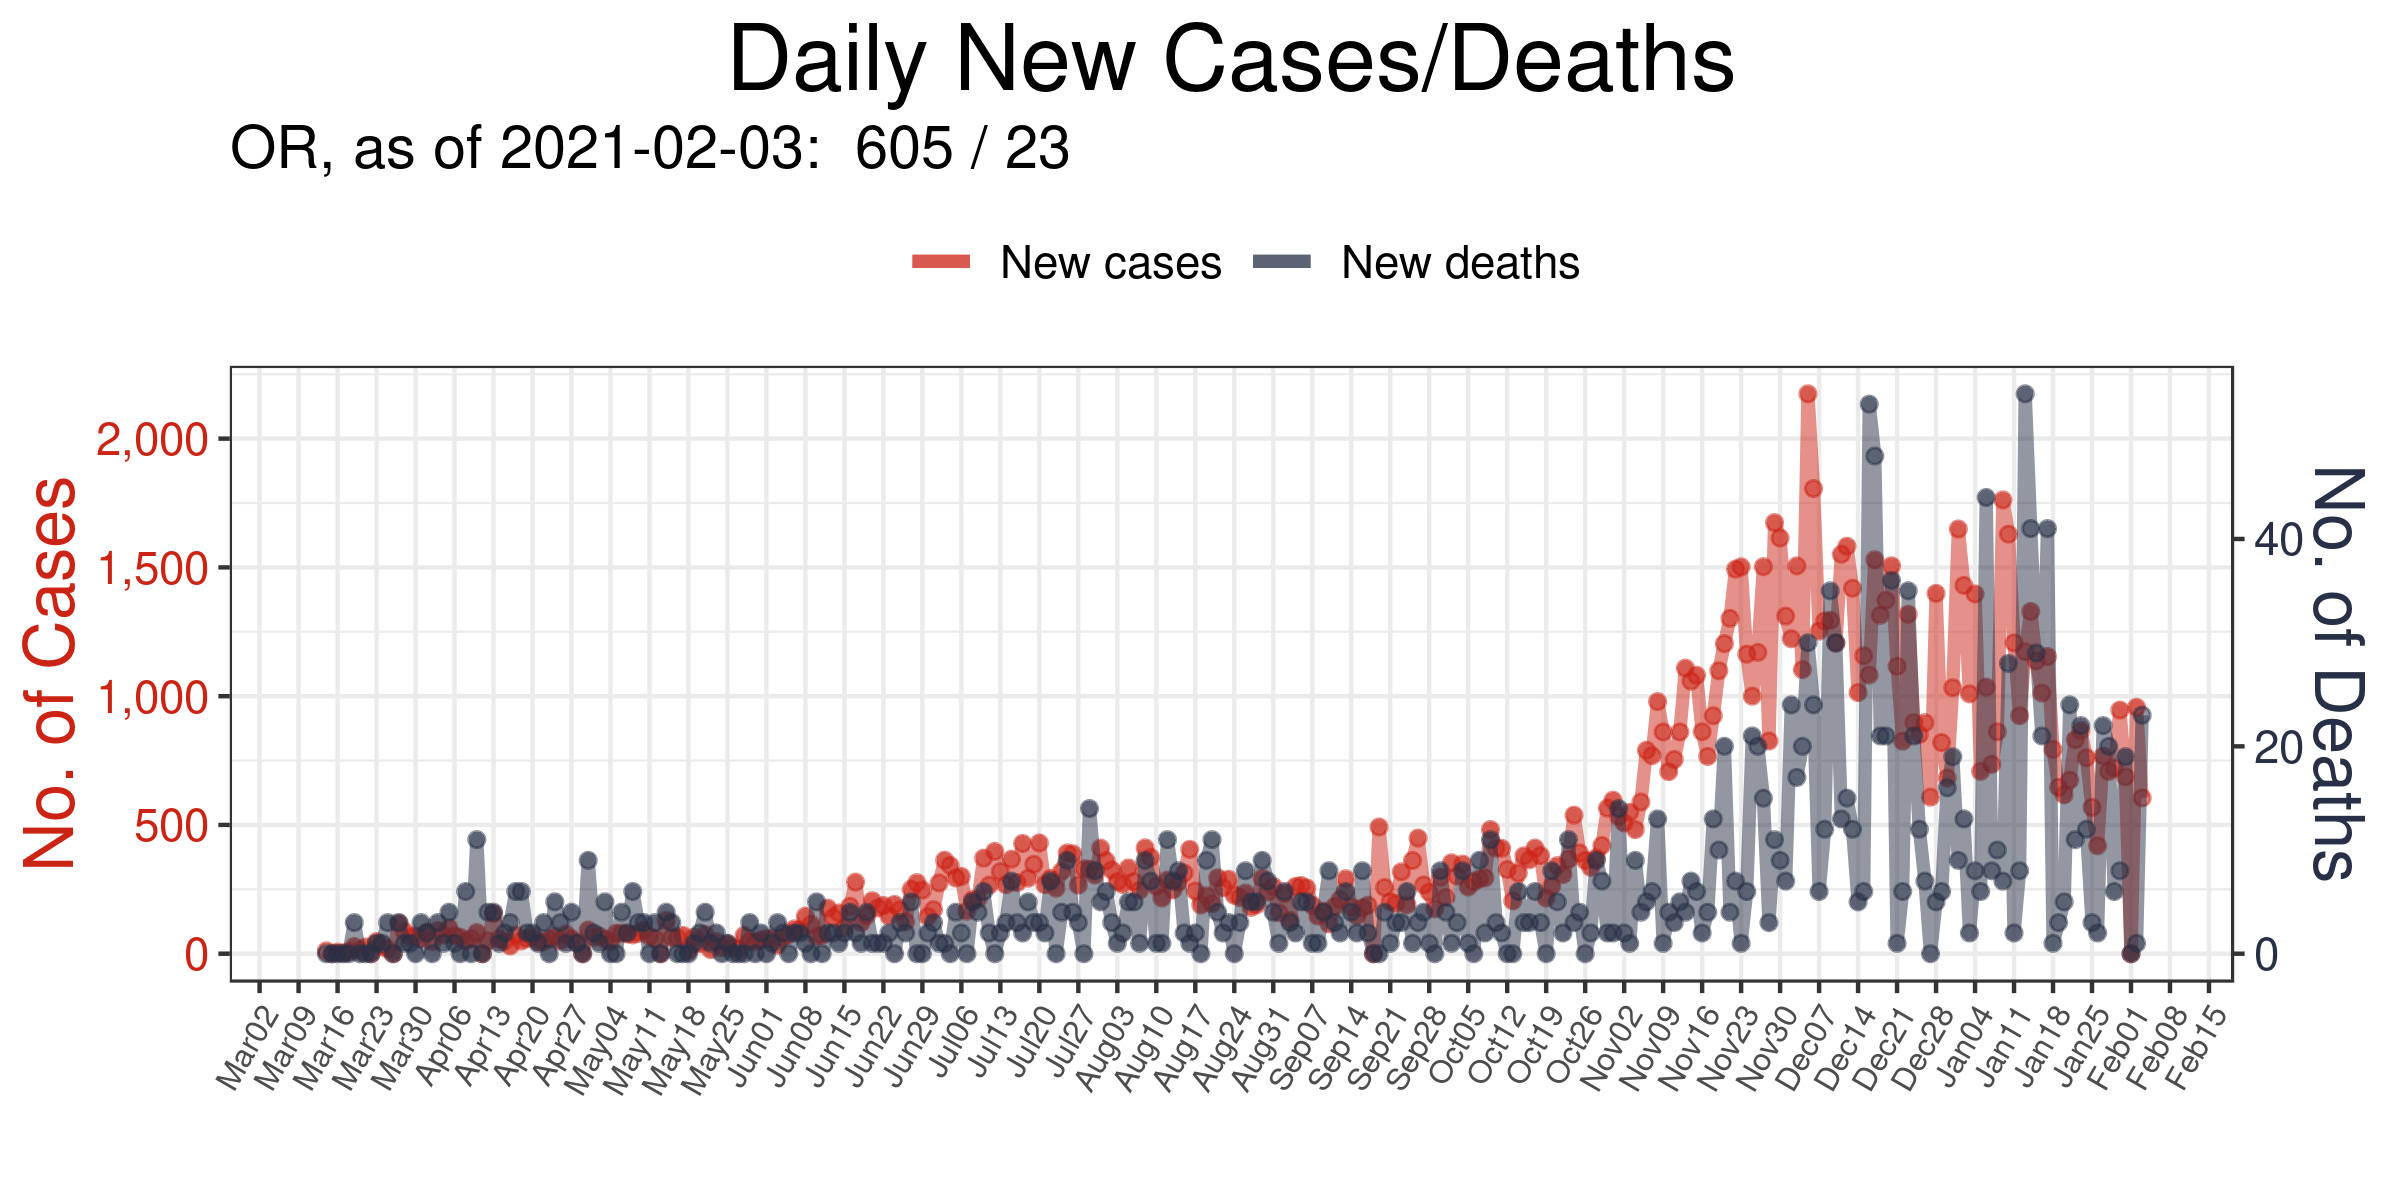 Daily New Cases/Deaths
OR, as of 2021-02-03:  605 / 23
New cases New deaths
No. of Cases
2,000
1,500
1,000
500
0
40
20
0
No. of Deaths
Mar02 Mar09 Mar16 Mar23 Mar30 Apr06 Apr13 Apr20 Apr27 May04 May11 May18 May25 Jun01 Jun08 Jun15 Jun22 Jun29 Jul06 Jul13 Jul20 Jul27 Aug03 Aug10 Aug17 Aug24 Aug31 Sep07 Sep14 Sep21 Sep28 Oct05 Oct12 Oct19 Oct26 Nov02 Nov09 Nov16 Nov23 Nov30 Dec07 Dec14 Dec21 Dec28 Jan04 Jan11 Jan18 Jan25 Feb01 Feb08 Feb15